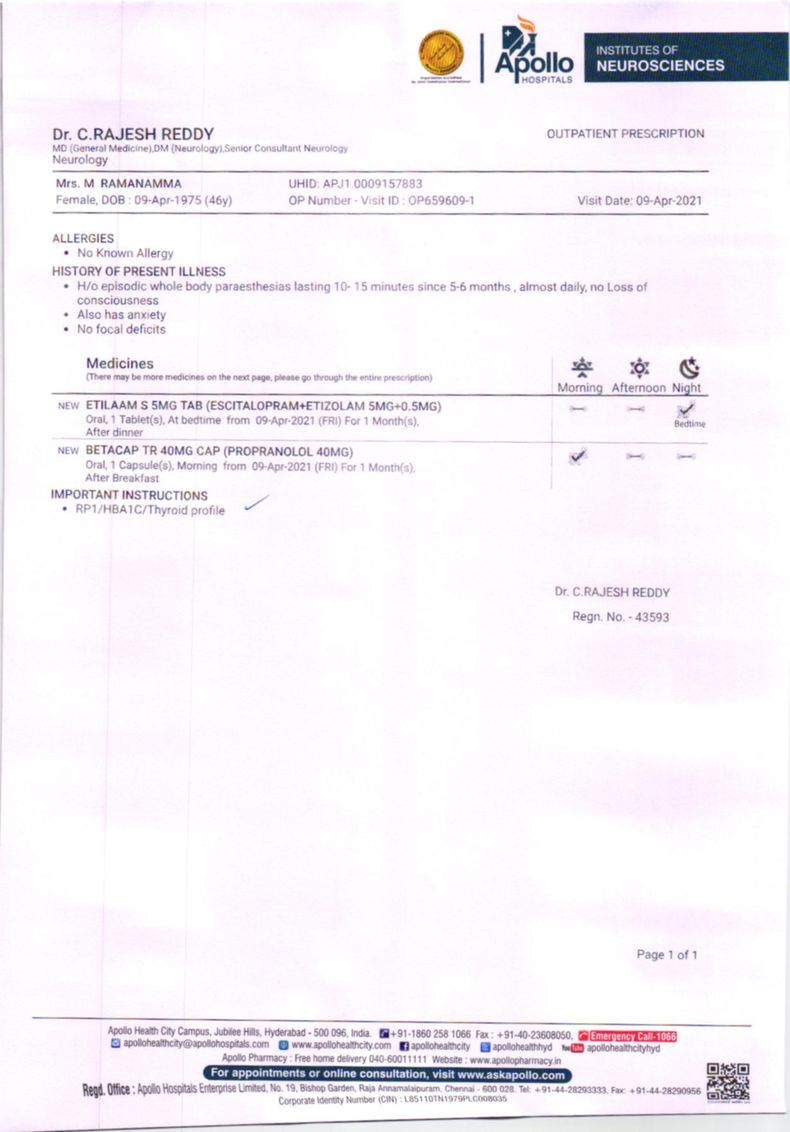 Apollo
HOSPITALS
INSTITUTES OF
NEUROSCIENCES
Dr. C.RAJESH REDDY
MD (General Medicine),DM (Neurology),Senior Consultant Neurology
Neurology
OUTPATIENT PRESCRIPTION
Mrs. M RAMANAMMA
UHID: APJ1.0009157883
Female, DOB : 09-Apr-1975 (46y)
OP Number - Visit ID : OP659609-1
Visit Date: 09-Apr-2021
ALLERGIES
• No Known Allergy
HISTORY OF PRESENT ILLNESS
• H/o episodic whole body paraesthesias lasting 10- 15 minutes since 5-6 months , almost daily, no Loss of
consciousness
• Also has anxiety
• No focal deficits
Medicines
(There may be more medicines on the next page, please go through the entire prescription)
Morning Afternoon Night
NEW ETILAAM S 5MG TAB (ESCITALOPRAM+ETIZOLAM 5MG+0.5MG)
Oral, 1 Tablet(s), At bedtime from 09-Apr-2021 (FRI) For 1 Month(s),
After dinner
Bedtime
NEW BETACAP TR 40MG CAP (PROPRANOLOL 40MG)
Oral, 1 Capsule(s), Morning from 09-Apr-2021 (FRI) For 1 Month(s),
After Breakfast
IMPORTANT INSTRUCTIONS
• RP1/HBA1C/Thyroid profile
Dr. C.RAJESH REDDY
Regn. No. - 43593
Page 1 of 1
Apollo Health City Campus, Jubilee Hills, Hyderabad - 500 096, India. +91-1860 258 1066 Fax : +91-40-23608050, Emergency Call-1066
apollohealthcity@apollohospitals.com www.apollohealthcity.com apollohealthcity apollohealthhyd YouTube apollohealthcityhyd
Apollo Pharmacy : Free home delivery 040-60011111 Website : www.apollopharmacy.in
For appointments or online consultation, visit www.askapollo.com
Regd. Office : Apollo Hospitals Enterprise Limited, No. 19, Bishop Garden, Raja Annamalaipuram, Chennai - 600 028. Tel: +91-44-28293333, Fax: +91-44-28290956
Corporate Identity Number (CIN) : L85110TN1979PLC008035